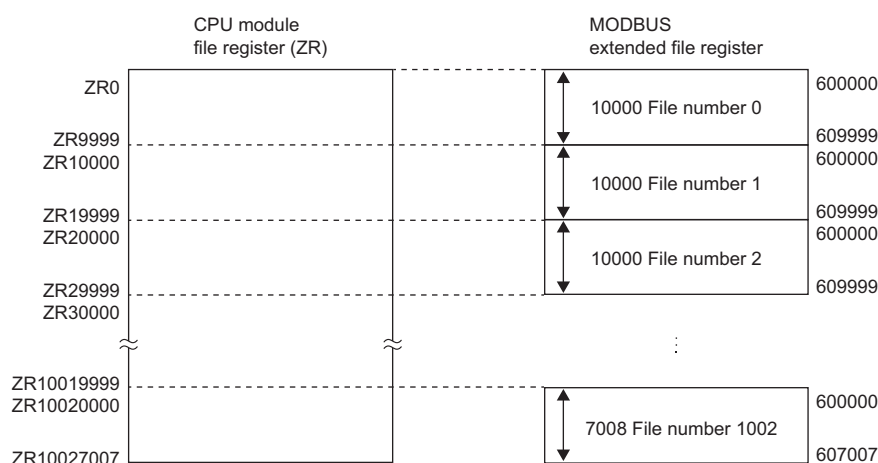 CPU module
file register (ZR)
MODBUS
extended file register
ZR0
10000 File number 0
600000
ZR9999
609999
ZR10000
10000 File number 1
600000
ZR19999
609999
ZR20000
10000 File number 2
600000
ZR29999
609999
ZR30000
ZR10019999
ZR10020000
7008 File number 1002
600000
ZR10027007
607007